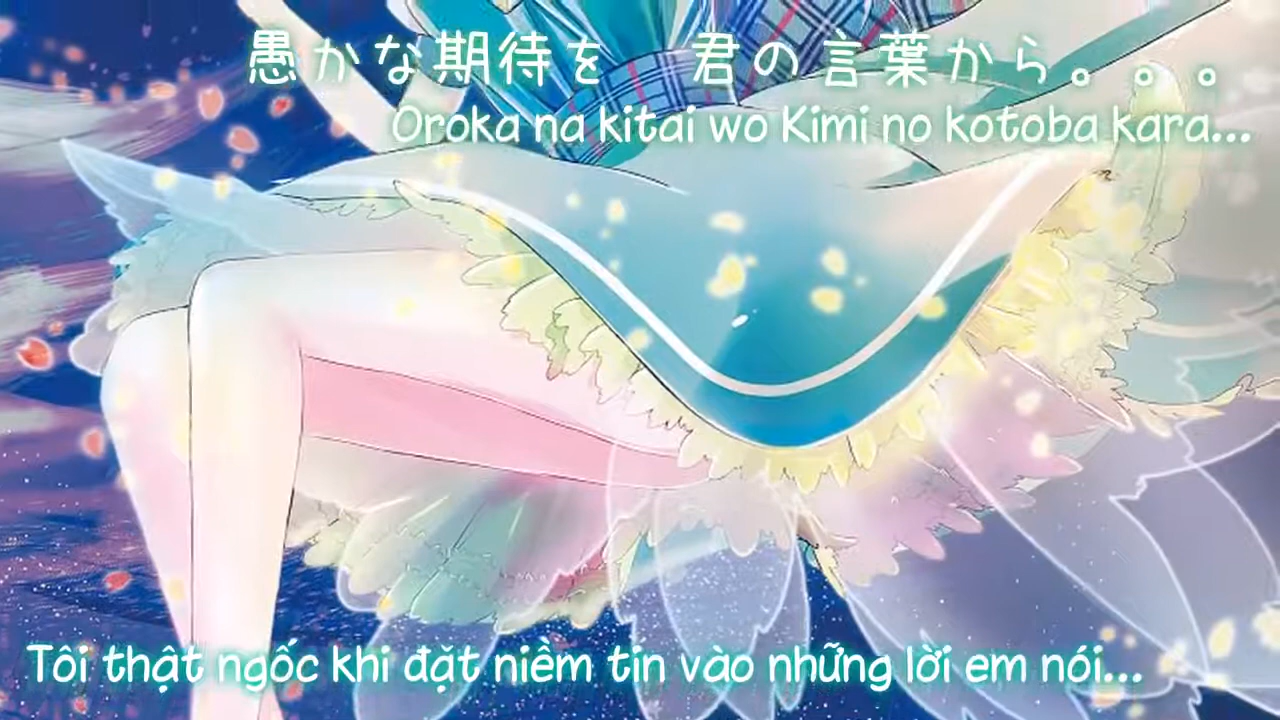 愚かな期待を　君の言葉から。。。
Oroka na kitai wo Kimi no kotoba kara...
Tôi thật ngốc khi đặt niềm tin vào những lời em nói...